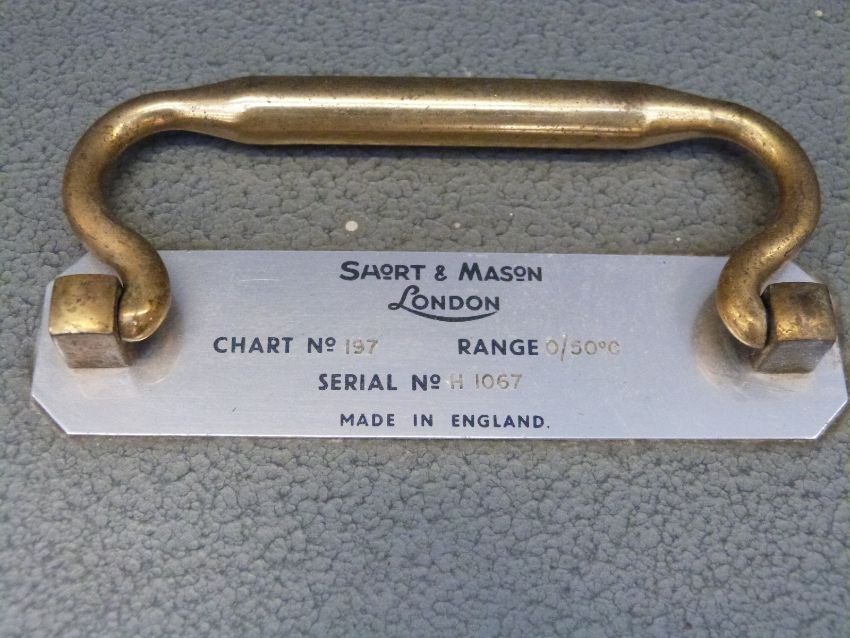 SHORT & MASON
LONDON
CHART Nº 197 RANGE 0/50°C
SERIAL Nº H 1067
MADE IN ENGLAND.